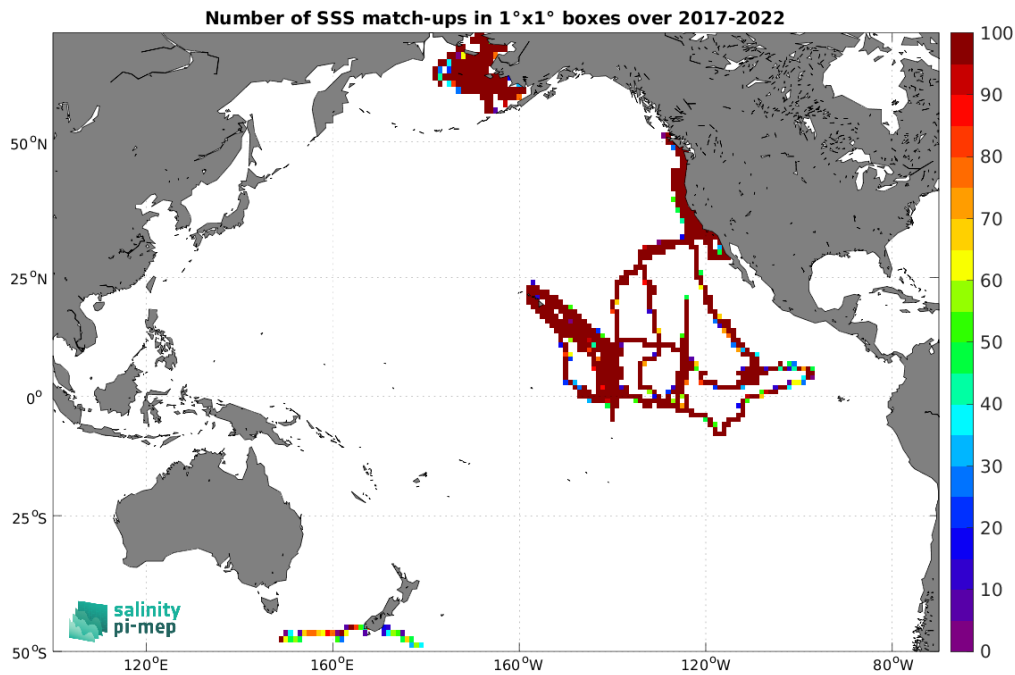 Number of SSS match-ups in 1°x1° boxes over 2017-2022
50°N
25°N
0°
25°S
50°S
120°E
160°E
160°W
120°W
80°W
100
90
80
70
60
50
40
30
20
10
0
salinity
pi-mep